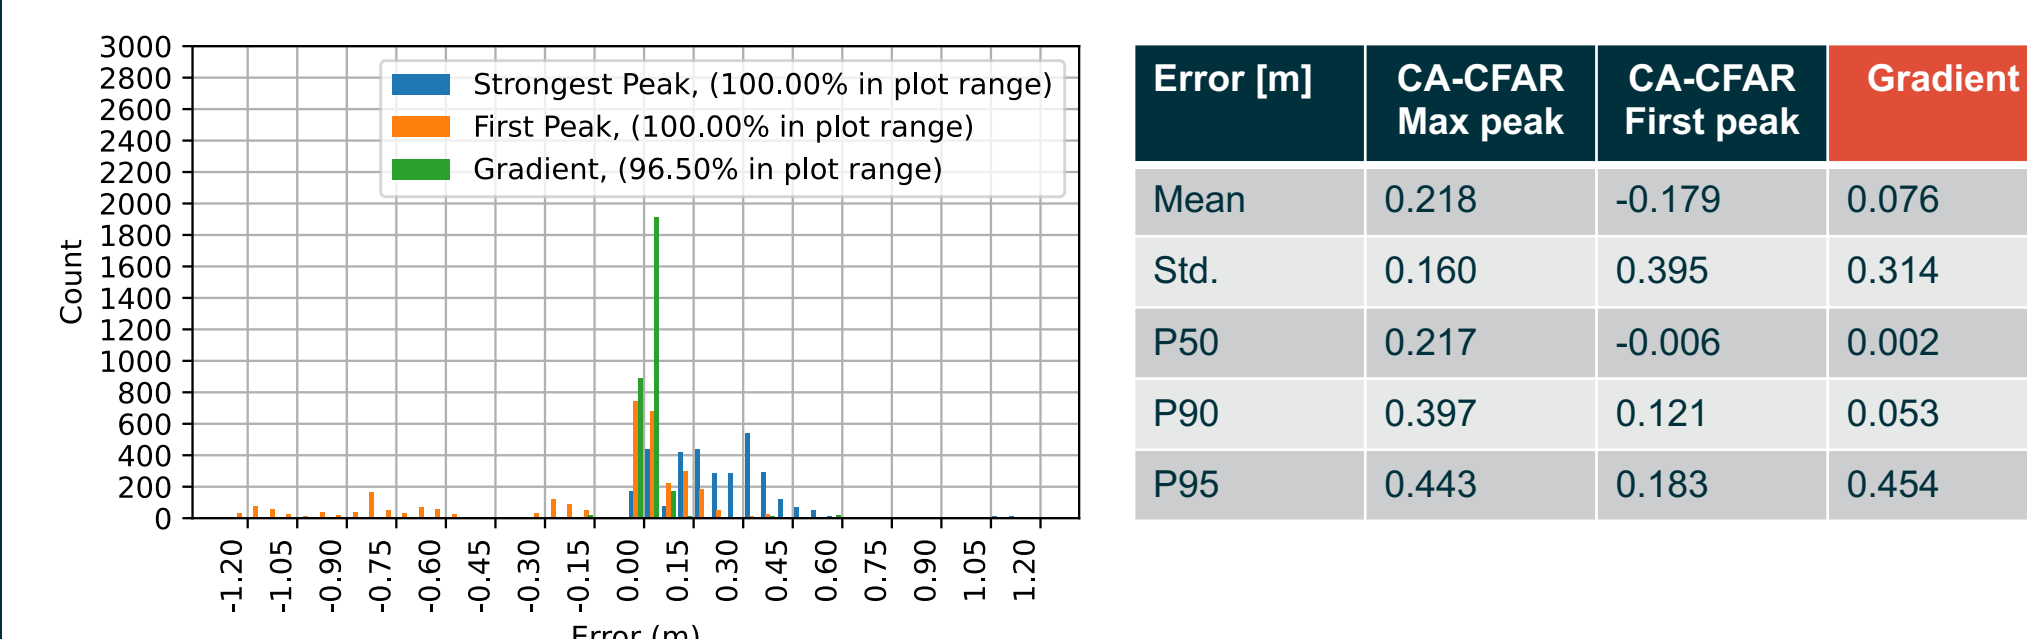 3000
2800
2600
2400
2200
2000
1800
1600
1400
1200
1000
800
600
400
200
0
Count
Strongest Peak, (100.00% in plot range)
First Peak, (100.00% in plot range)
Gradient, (96.50% in plot range)
-1.20 -1.05 -0.90 -0.75 -0.60 -0.45 -0.30 -0.15 0.00 0.15 0.30 0.45 0.60 0.75 0.90 1.05 1.20
Error (m)
Error [m] CA-CFAR Max peak CA-CFAR First peak Gradient
Mean 0.218 -0.179 0.076
Std. 0.160 0.395 0.314
P50 0.217 -0.006 0.002
P90 0.397 0.121 0.053
P95 0.443 0.183 0.454